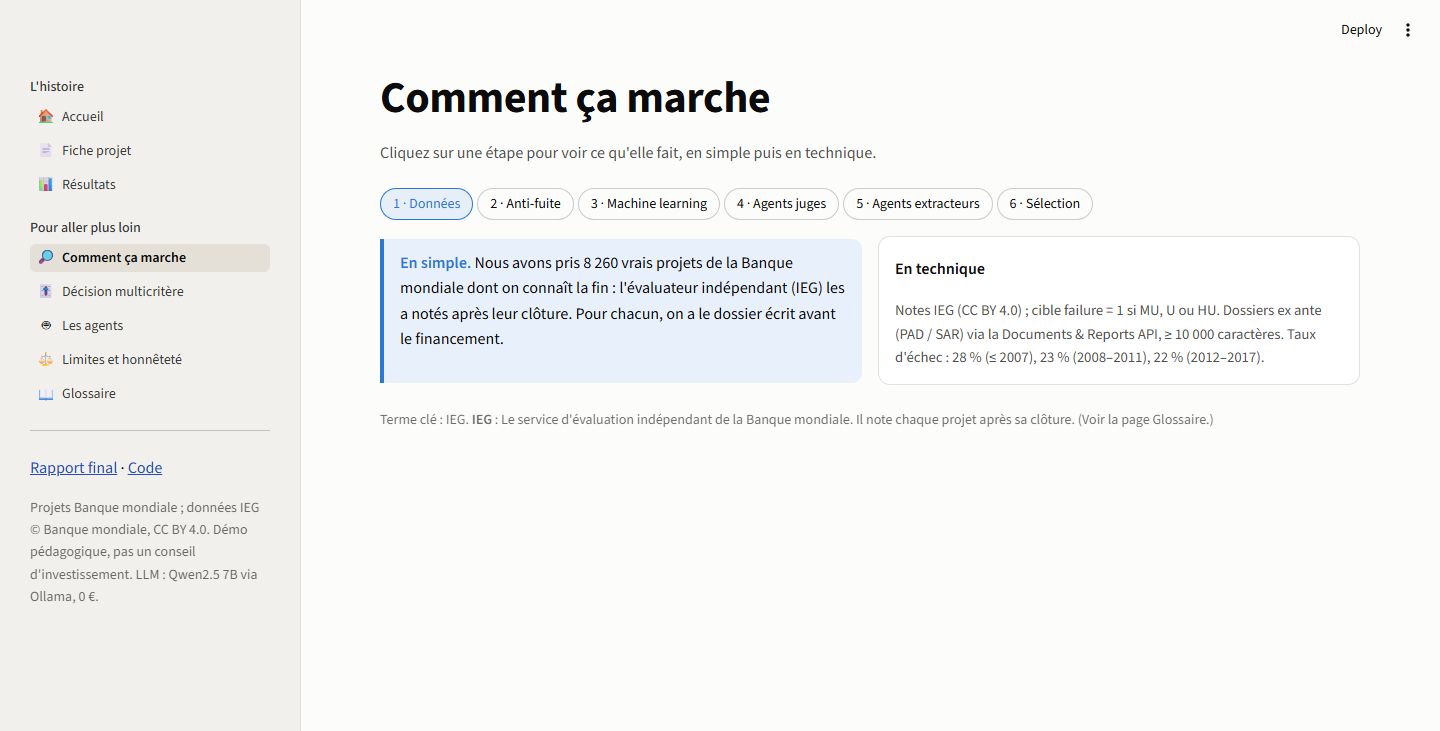 Deploy
L'histoire
Accueil
Fiche projet
Résultats
Pour aller plus loin
Comment ça marche
Décision multicritère
Les agents
Limites et honnêteté
Glossaire
Rapport final · Code
Projets Banque mondiale ; données IEG
© Banque mondiale, CC BY 4.0. Démo
pédagogique, pas un conseil
d'investissement. LLM : Qwen2.5 7B via
Ollama, 0 €.
Comment ça marche
Cliquez sur une étape pour voir ce qu'elle fait, en simple puis en technique.
1 · Données
2 · Anti-fuite
3 · Machine learning
4 · Agents juges
5 · Agents extracteurs
6 · Sélection
En simple. Nous avons pris 8 260 vrais projets de la Banque
mondiale dont on connaît la fin : l'évaluateur indépendant (IEG) les
a notés après leur clôture. Pour chacun, on a le dossier écrit avant
le financement.
En technique
Notes IEG (CC BY 4.0) ; cible failure = 1 si MU, U ou HU. Dossiers ex ante
(PAD / SAR) via la Documents & Reports API, ≥ 10 000 caractères. Taux
d'échec : 28 % (≤ 2007), 23 % (2008–2011), 22 % (2012–2017).
Terme clé : IEG. IEG : Le service d'évaluation indépendant de la Banque mondiale. Il note chaque projet après sa clôture. (Voir la page Glossaire.)